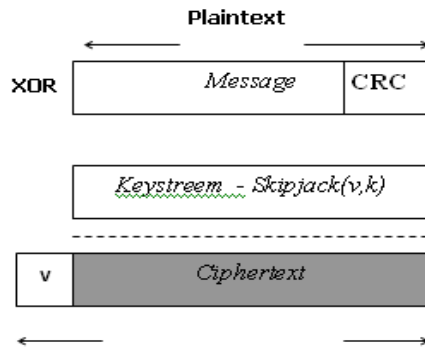 Plaintext
XOR Message CRC
Keystreem - Skipjack(v,k)
v Ciphertext